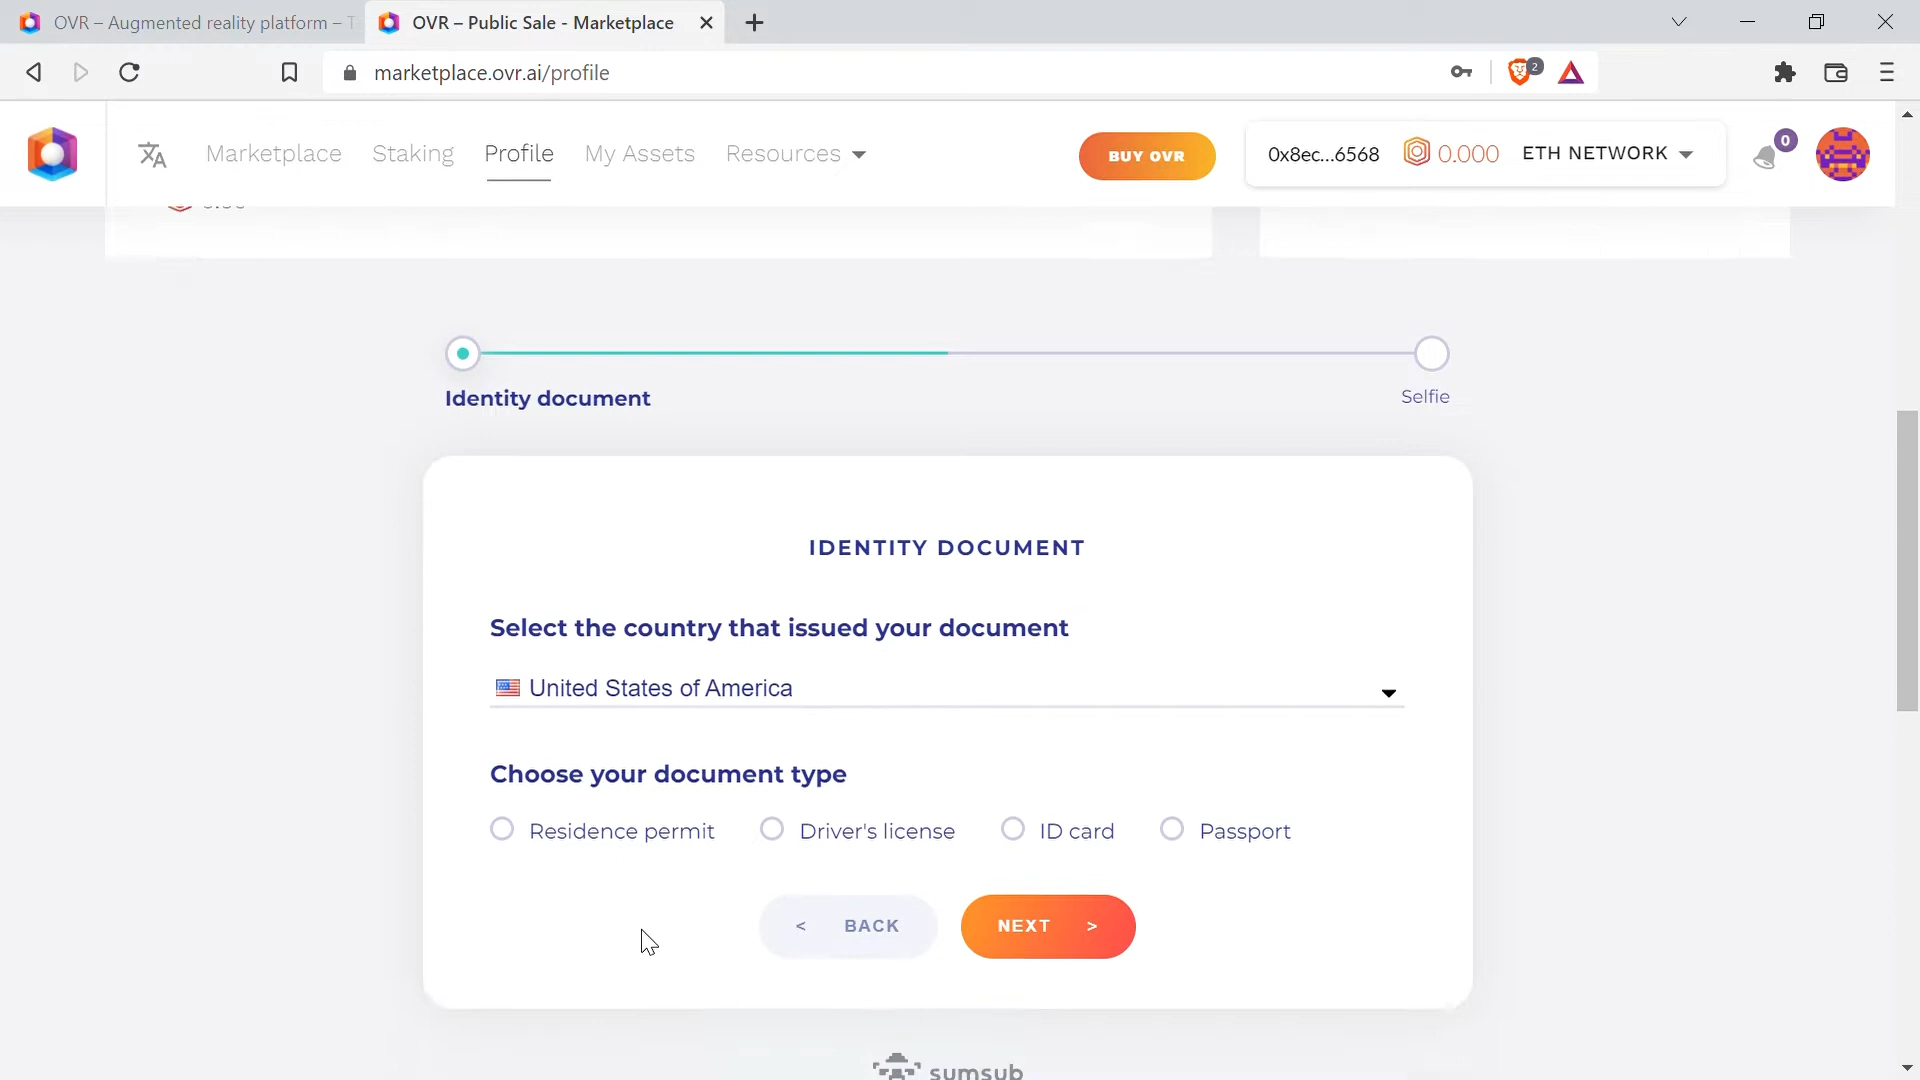 OVR – Augmented reality platform – T
OVR – Public Sale - Marketplace
marketplace.ovr.ai/profile
2
Marketplace Staking Profile My Assets Resources
BUY OVR
0x8ec...6568 0.000 ETH NETWORK
0
Identity document
Selfie
IDENTITY DOCUMENT
Select the country that issued your document
United States of America
Choose your document type
Residence permit Driver's license ID card Passport
< BACK NEXT >
sumsub